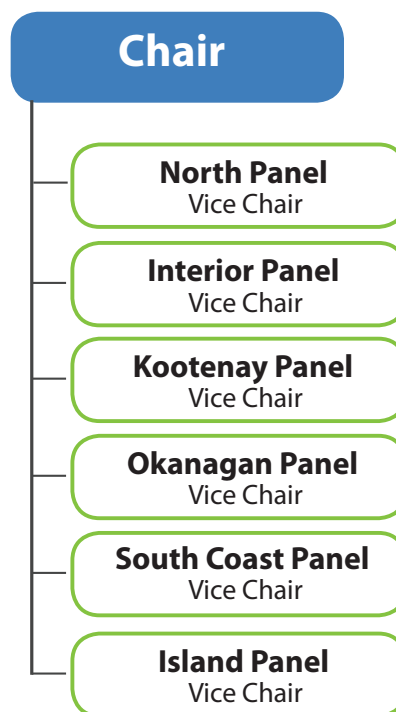 Chair
North Panel
Vice Chair
Interior Panel
Vice Chair
Kootenay Panel
Vice Chair
Okanagan Panel
Vice Chair
South Coast Panel
Vice Chair
Island Panel
Vice Chair